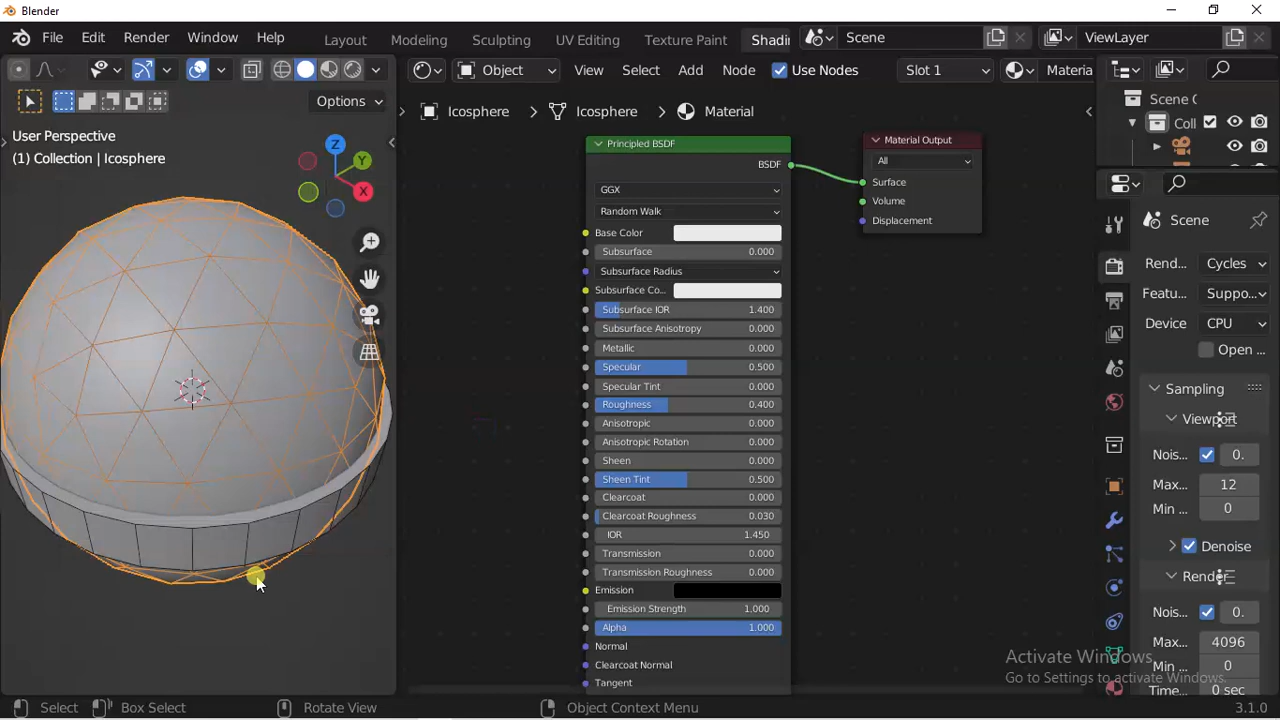 Blender
File Edit Render Window Help Layout Modeling Sculpting UV Editing Texture Paint Shadi Scene ViewLayer
Object View Select Add Node Use Nodes Slot 1 Materia
Options
Icosphere Icosphere Material
Scene C
Coll
User Perspective
(1) Collection | Icosphere
Z
Y
X
Principled BSDF
BSDF
GGX
Random Walk
Base Color
Subsurface 0.000
Subsurface Radius
Subsurface Co...
Subsurface IOR 1.400
Subsurface Anisotropy 0.000
Metallic 0.000
Specular 0.500
Specular Tint 0.000
Roughness 0.400
Anisotropic 0.000
Anisotropic Rotation 0.000
Sheen 0.000
Sheen Tint 0.500
Clearcoat 0.000
Clearcoat Roughness 0.030
IOR 1.450
Transmission 0.000
Transmission Roughness 0.000
Emission
Emission Strength 1.000
Alpha 1.000
Normal
Clearcoat Normal
Tangent
Material Output
All
Surface
Volume
Displacement
Scene
Rend... Cycles
Featu... Suppo...
Device CPU
Open ...
Sampling
Viewport
Nois... 0.
Max... 12
Min ... 0
Denoise
Render
Nois... 0.
Max... 4096
Min ... 0
Time... 0 sec
Activate Windows
Go to Settings to activate Windows.
Select Box Select Rotate View Object Context Menu 3.1.0